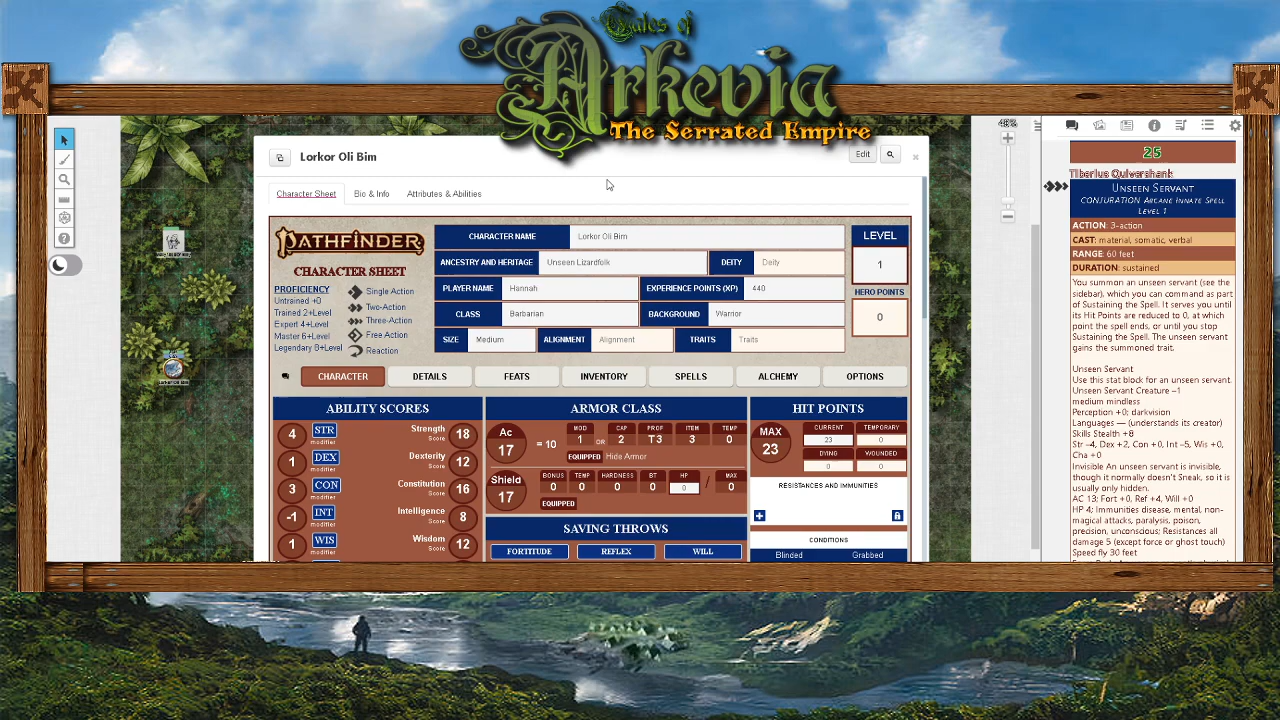 Tales of
Arkevia
The Serrated Empire
Lorkor Oli Bim
Edit
Character Sheet
Bio & Info
Attributes & Abilities
PATHFINDER
CHARACTER SHEET
PROFICIENCY
Untrained +0
Trained 2+Level
Expert 4+Level
Master 6+Level
Legendary 8+Level
Single Action
Two-Action
Three-Action
Free Action
Reaction
CHARACTER NAME Lorkor Oli Bim
ANCESTRY AND HERITAGE Unseen Lizardfolk DEITY Deity
PLAYER NAME Hannah EXPERIENCE POINTS (XP) 440
CLASS Barbarian BACKGROUND Warrior
SIZE Medium ALIGNMENT Alignment TRAITS Traits
LEVEL
1
HERO POINTS
0
CHARACTER DETAILS FEATS INVENTORY SPELLS ALCHEMY OPTIONS
ABILITY SCORES
4 STR modifier Strength Score 18
1 DEX modifier Dexterity Score 12
3 CON modifier Constitution Score 16
-1 INT modifier Intelligence Score 8
1 WIS modifier Wisdom Score 12
ARMOR CLASS
Ac 17 = 10 MOD 1 OR CAP 2 PROF T3 ITEM 3 TEMP 0
EQUIPPED Hide Armor
Shield 17 BONUS 0 TEMP 0 HARDNESS 0 BT 0 HP 0 / MAX 0
EQUIPPED
SAVING THROWS
FORTITUDE REFLEX WILL
HIT POINTS
MAX 23 CURRENT 23 TEMPORARY 0
DYING 0 WOUNDED 0
RESISTANCES AND IMMUNITIES
CONDITIONS
Blinded Grabbed
25
Tiberius Quivershank
UNSEEN SERVANT
CONJURATION ARCANE INNATE SPELL
LEVEL 1
ACTION: 3-action
CAST: material, somatic, verbal
RANGE: 60 feet
DURATION: sustained
You summon an unseen servant (see the
sidebar), which you can command as part
of Sustaining the Spell. It serves you until
its Hit Points are reduced to 0, at which
point the spell ends, or until you stop
Sustaining the Spell. The unseen servant
gains the summoned trait.
Unseen Servant
Use this stat block for an unseen servant.
Unseen Servant Creature –1
medium mindless
Perception +0; darkvision
Languages — (understands its creator)
Skills Stealth +8
Str –4, Dex +2, Con +0, Int –5, Wis +0,
Cha +0
Invisible An unseen servant is invisible,
though it normally doesn't Sneak, so it is
usually only hidden.
AC 13; Fort +0, Ref +4, Will +0
HP 4; Immunities disease, mental, non-
magical attacks, paralysis, poison,
precision, unconscious; Resistances all
damage 5 (except force or ghost touch)
Speed fly 30 feet